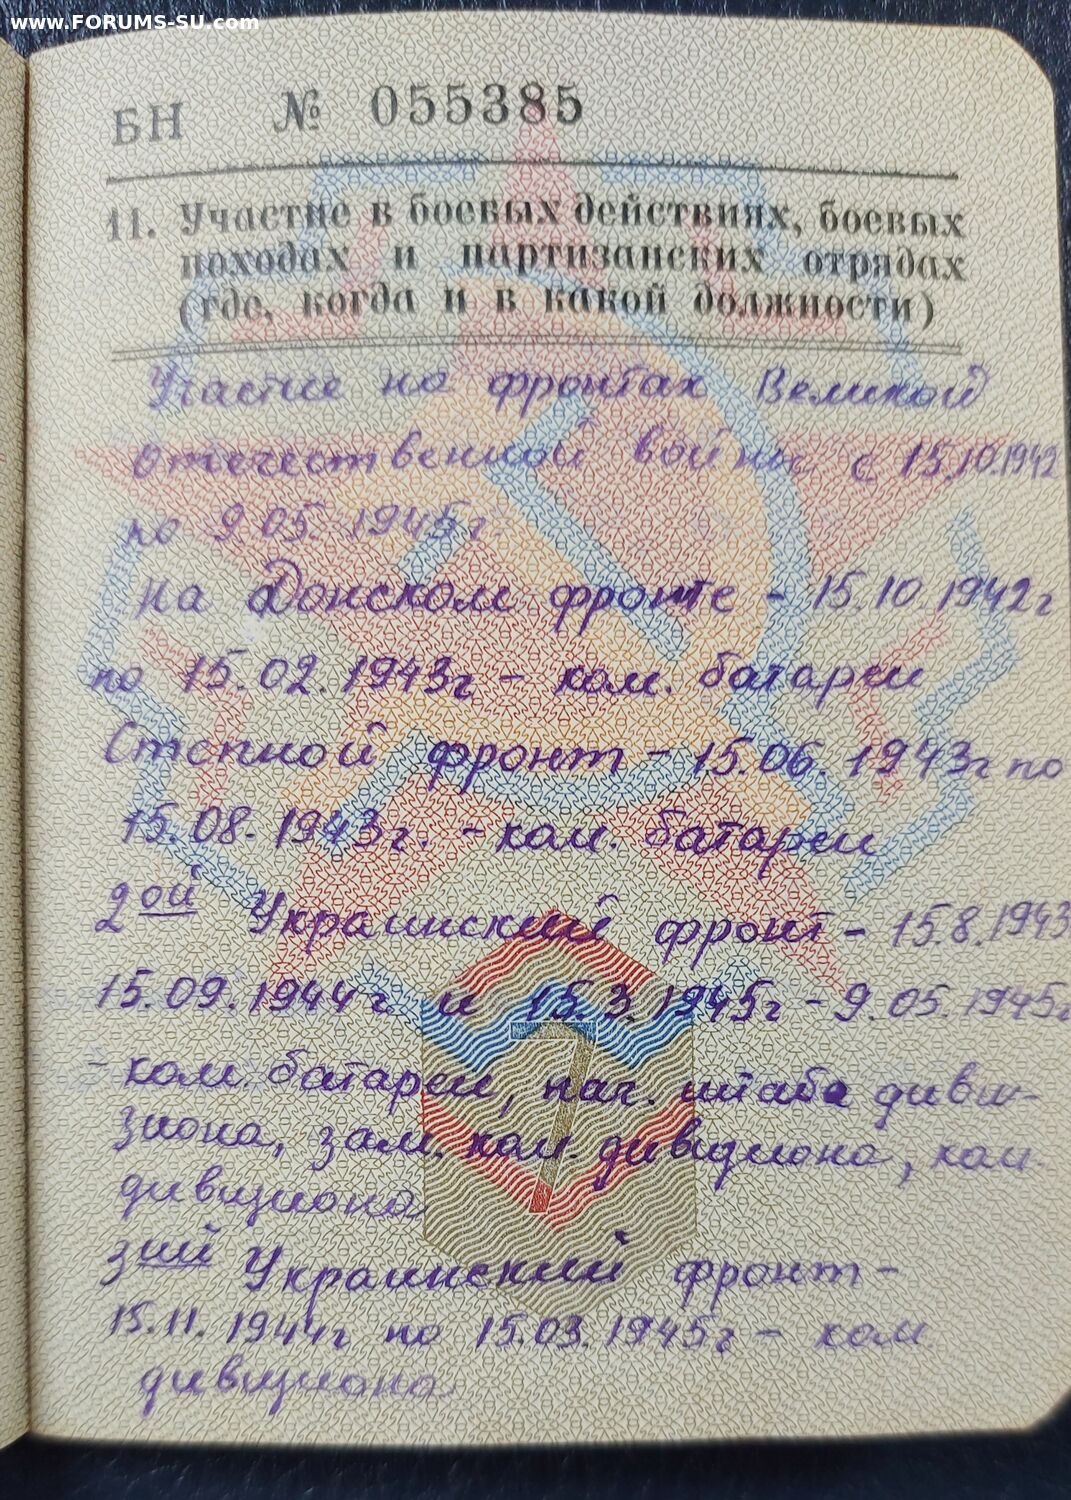 www.FORUMS-SU.com
БН № 055385
11. Участие в боевых действиях, боевых
походах и партизанских отрядах
(где, когда и в какой должности)
Участие на фронтах Великой
отечественной войны с 15.10.1942
по 9.05.1945г.
На Донском фронте - 15.10.1942г
по 15.02.1943г - ком. батареи
Степной фронт - 15.06.1943г по
15.08.1943г. - ком. батареи
2ой Украинский фронт - 15.8.1943
15.09.1944г. и 15.3.1945г - 9.05.1945г
- ком. батареи, нач. штаба диви-
зиона, зам. ком. дивизиона, ком.
дивизиона
3ий Украинский фронт -
15.11.1944г по 15.03.1945г - ком.
дивизиона
7